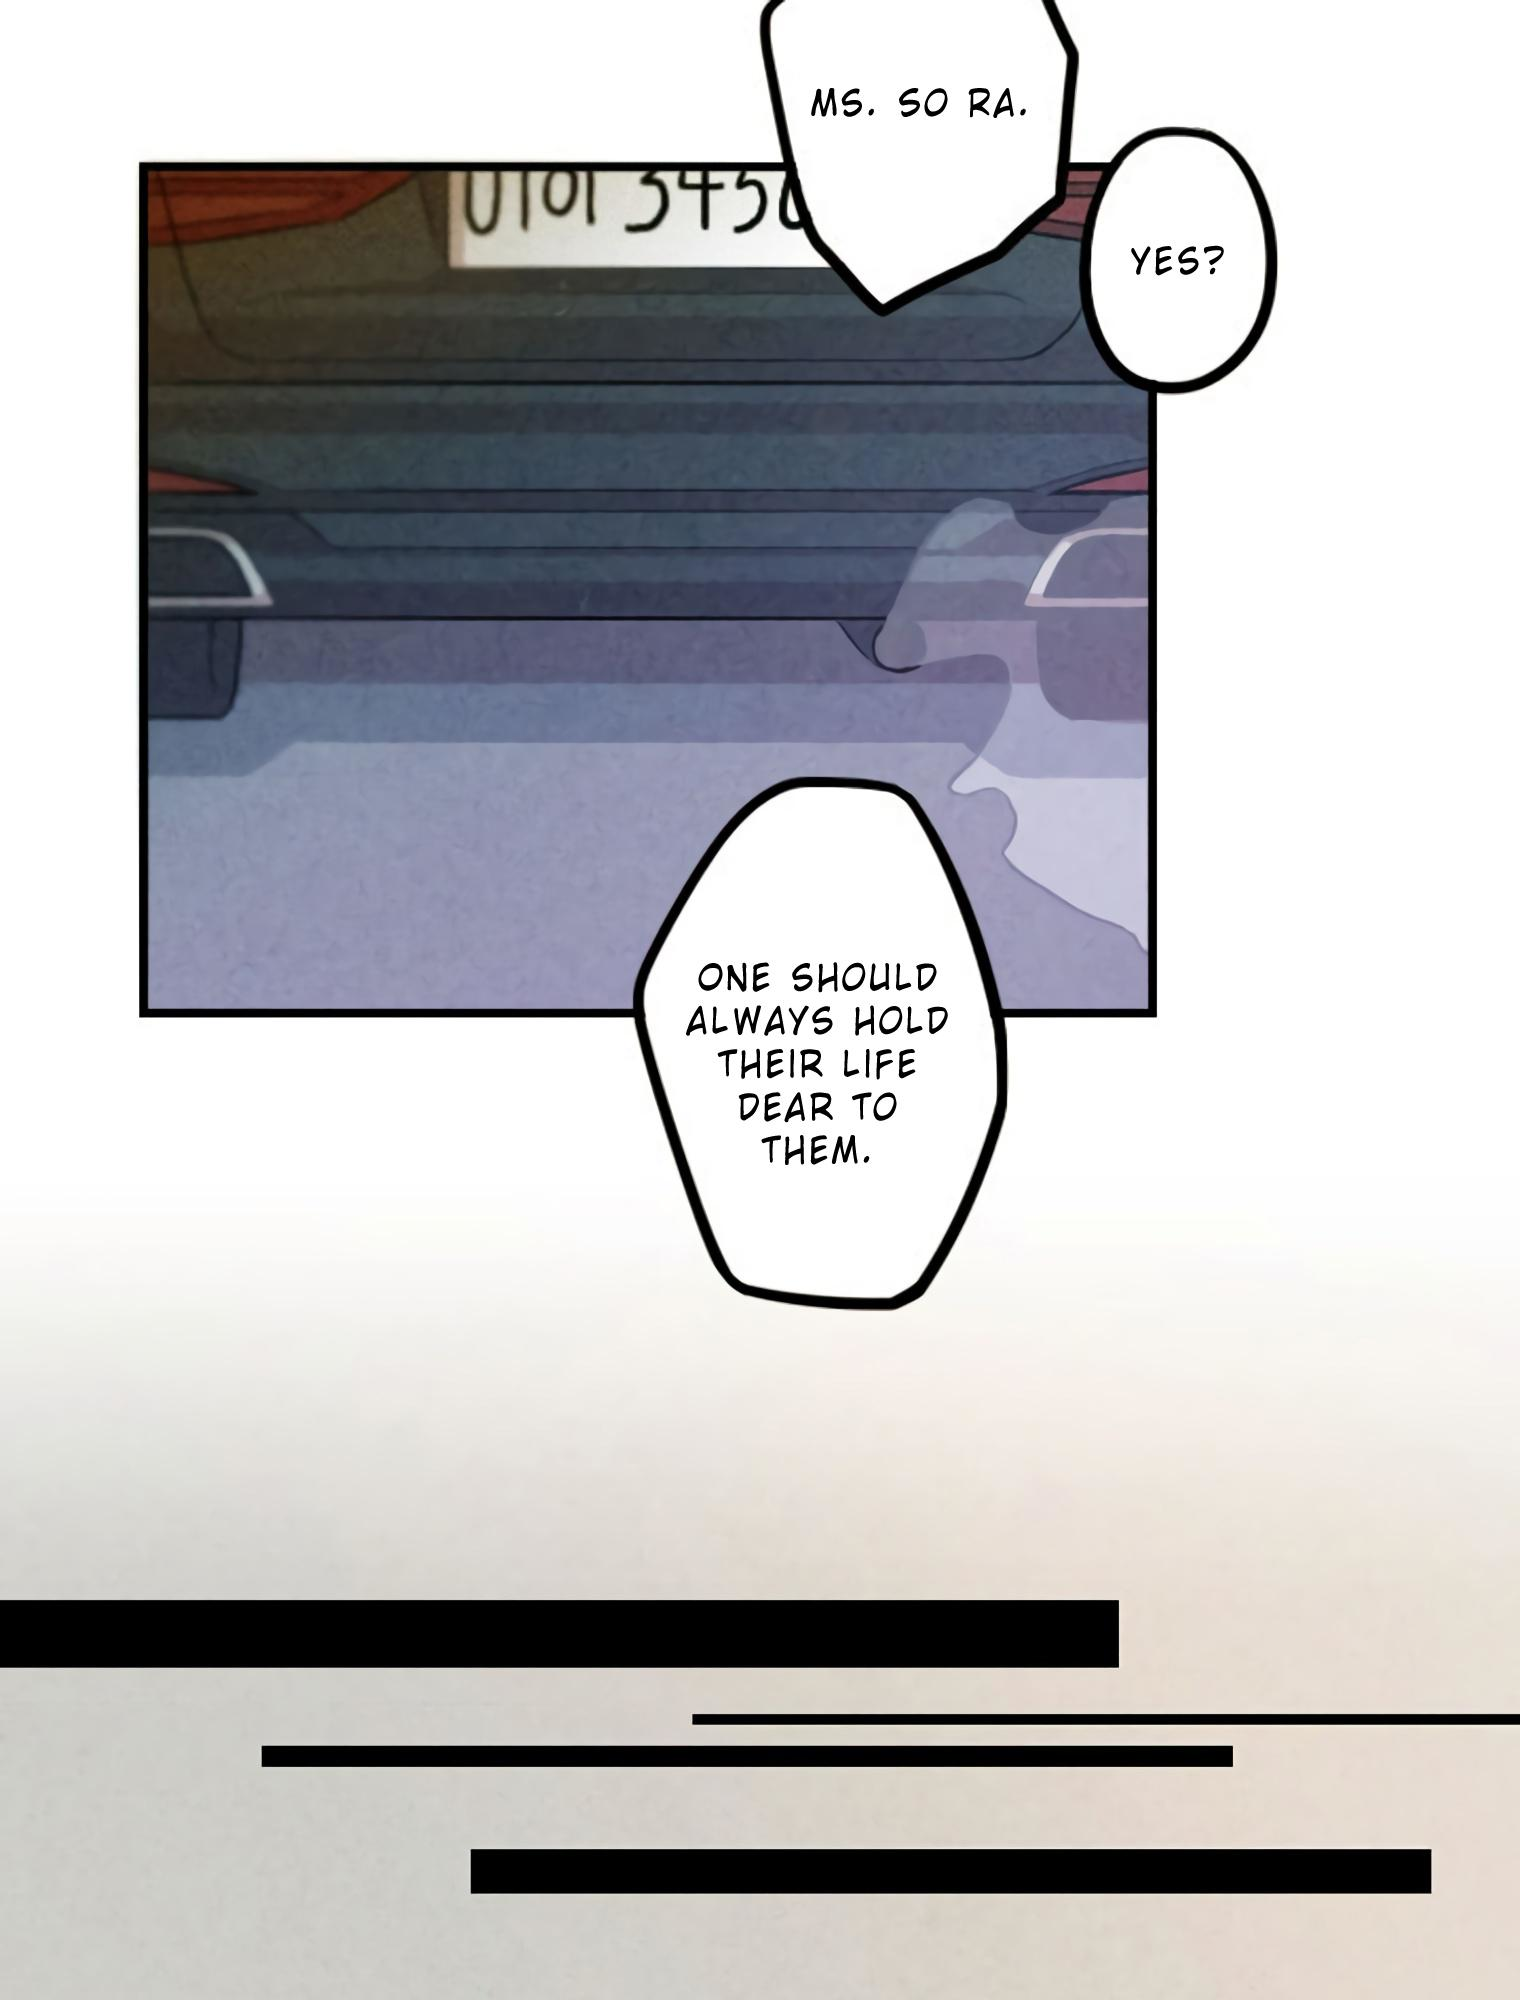 MS. SO RA.
YES?
ONE SHOULD
ALWAYS HOLD
THEIR LIFE
DEAR TO
THEM.